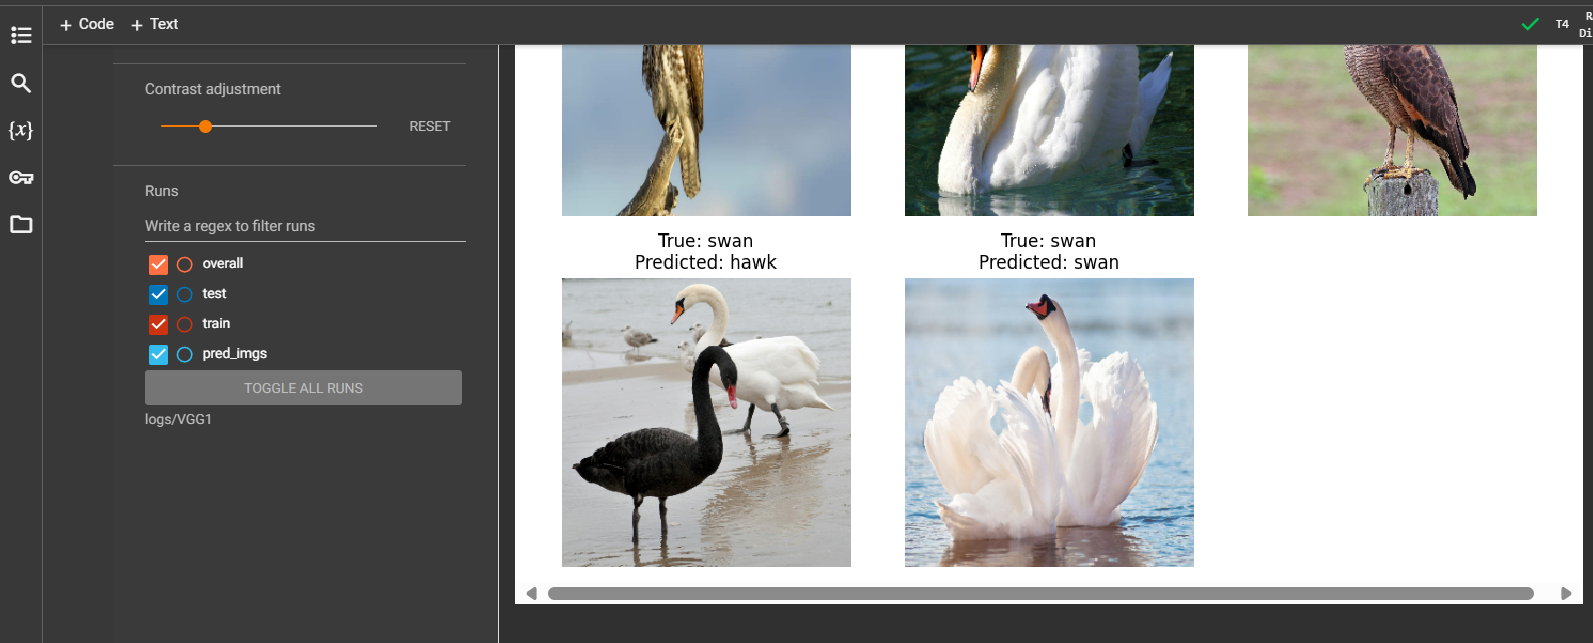 + Code + Text
T4
Contrast adjustment
RESET
Runs
Write a regex to filter runs
overall
test
train
pred_imgs
TOGGLE ALL RUNS
logs/VGG1
True: swan
Predicted: hawk
True: swan
Predicted: swan
{x}